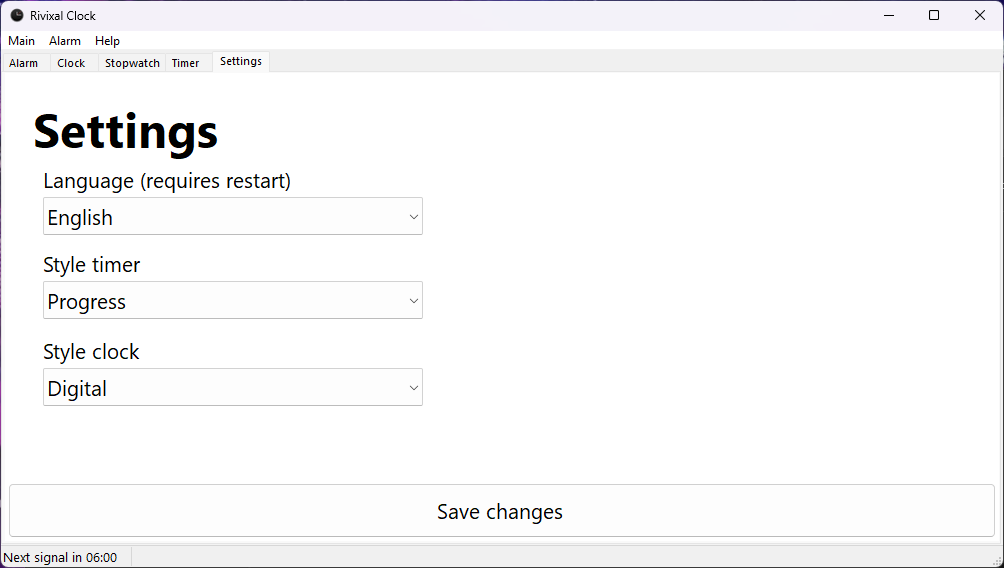 Rivixal Clock
Main Alarm Help
Alarm Clock Stopwatch Timer Settings
Settings
Language (requires restart)
English
Style timer
Progress
Style clock
Digital
Save changes
Next signal in 06:00